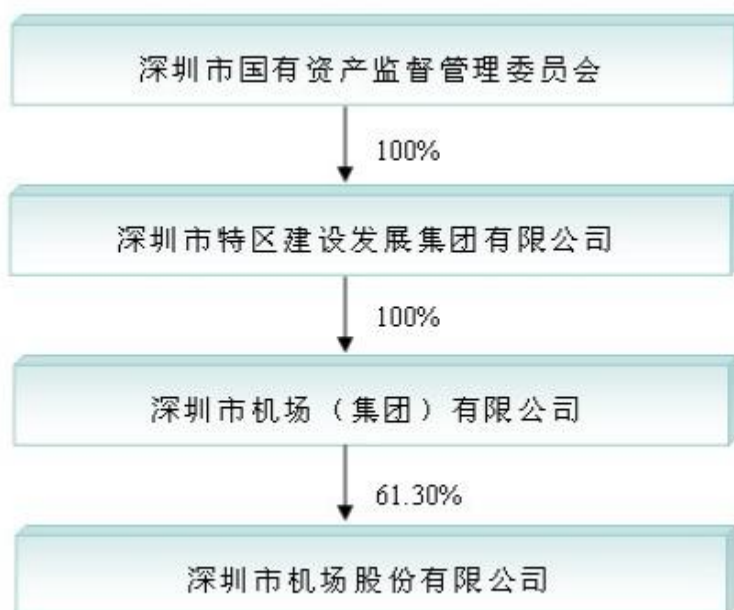 深圳市国有资产监督管理委员会
100%
深圳市特区建设发展集团有限公司
100%
深圳市机场（集团）有限公司
61.30%
深圳市机场股份有限公司